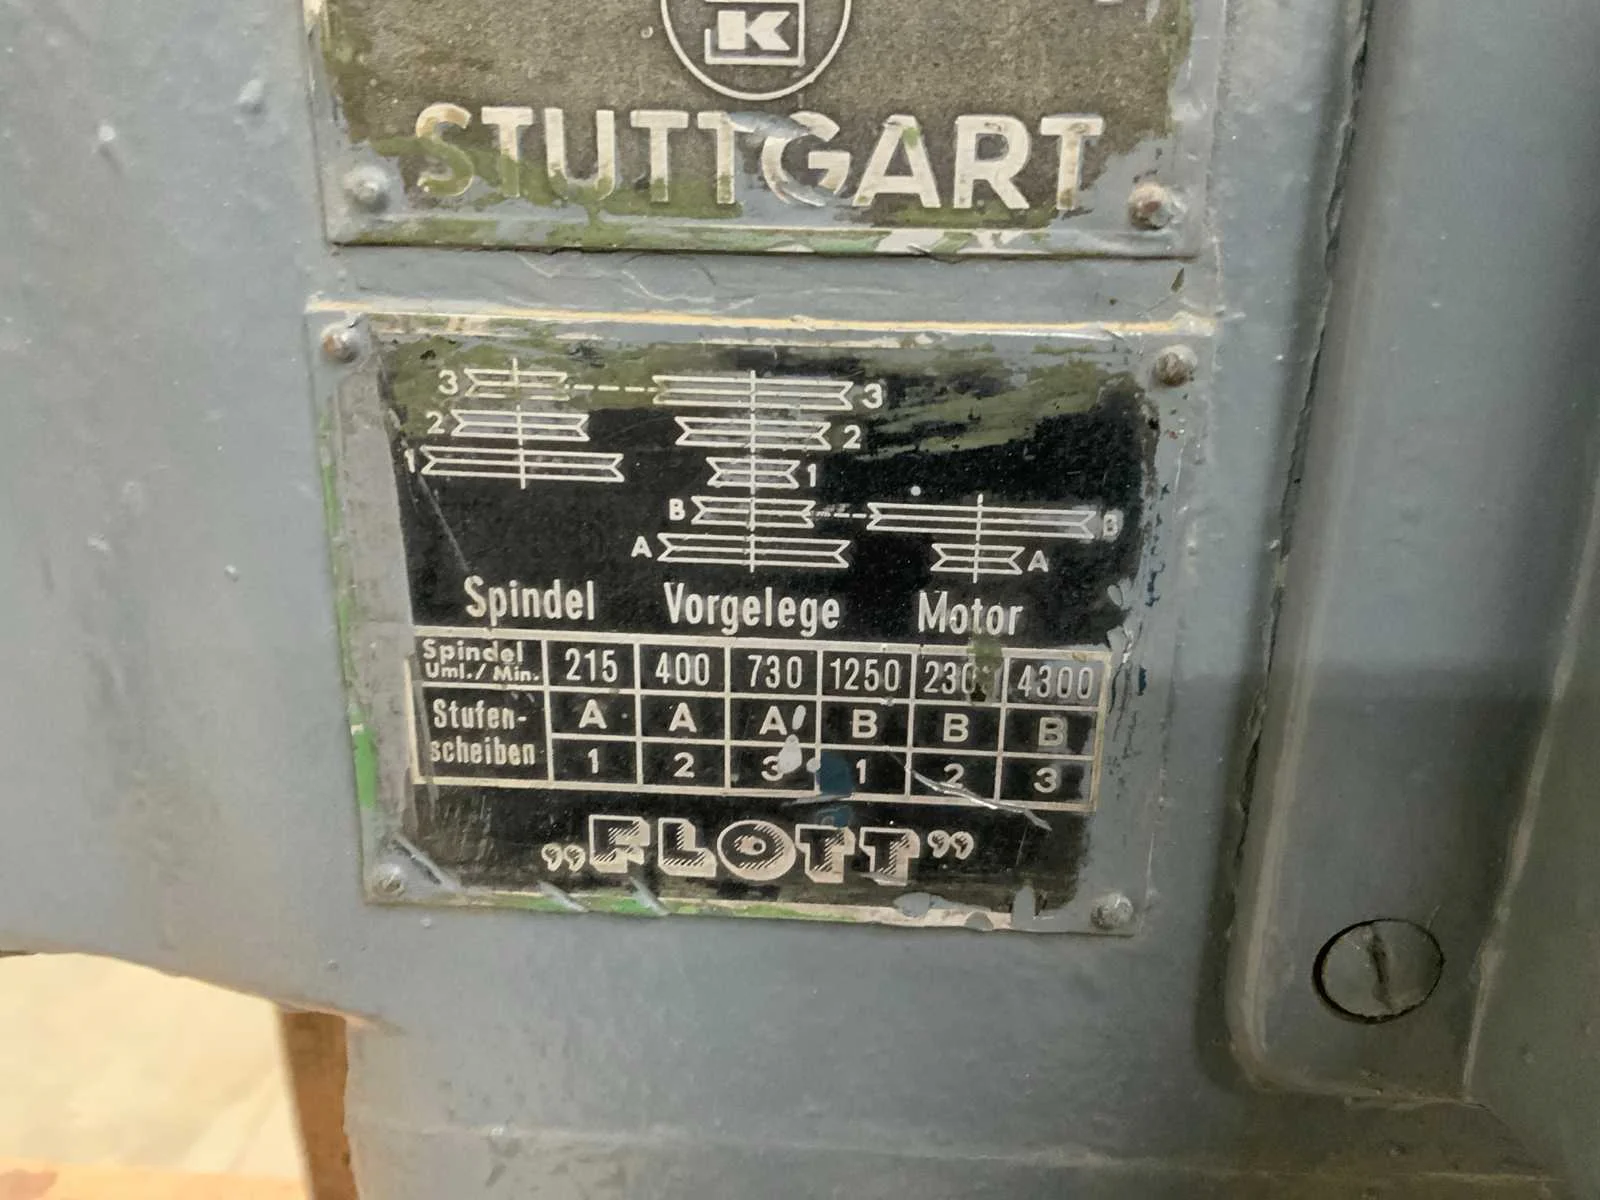 K
STUTTGART
3 3
2 2
1 1
B B
A A
Spindel Vorgelege Motor
Spindel Uml./Min. 215 400 730 1250 2300 4300
Stufen- A A A B B B
scheiben 1 2 3 1 2 3
„FLOTT”